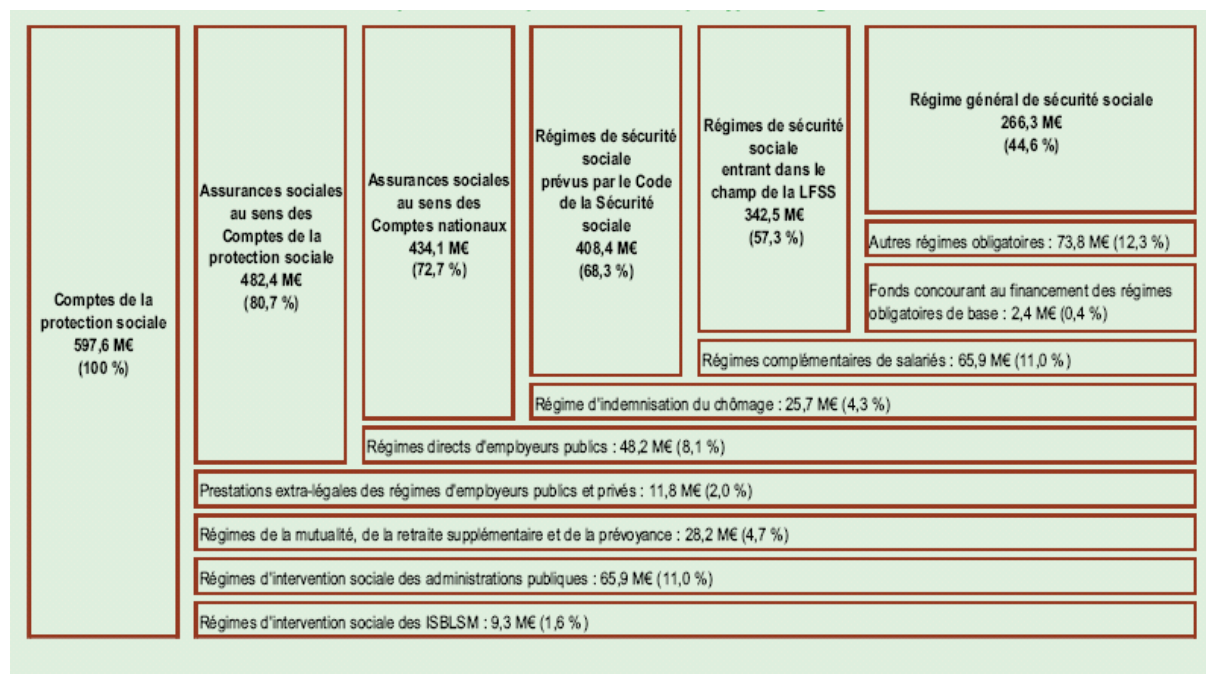 Comptes de la
protection sociale
597,6 M€
(100 %)
Assurances sociales
au sens des
Comptes de la
protection sociale
482,4 M€
(80,7 %)
Assurances sociales
au sens des
Comptes nationaux
434,1 M€
(72,7 %)
Régimes de sécurité
sociale
prévus par le Code
de la Sécurité
sociale
408,4 M€
(68,3 %)
Régimes de sécurité
sociale
entrant dans le
champ de la LFSS
342,5 M€
(57,3 %)
Régime général de sécurité sociale
266,3 M€
(44,6 %)
Autres régimes obligatoires : 73,8 M€ (12,3 %)
Fonds concourant au financement des régimes
obligatoires de base : 2,4 M€ (0,4 %)
Régimes complémentaires de salariés : 65,9 M€ (11,0 %)
Régime d'indemnisation du chômage : 25,7 M€ (4,3 %)
Régimes directs d'employeurs publics : 48,2 M€ (8,1 %)
Prestations extra-légales des régimes d'employeurs publics et privés : 11,8 M€ (2,0 %)
Régimes de la mutualité, de la retraite supplémentaire et de la prévoyance : 28,2 M€ (4,7 %)
Régimes d'intervention sociale des administrations publiques : 65,9 M€ (11,0 %)
Régimes d'intervention sociale des ISBLSM : 9,3 M€ (1,6 %)